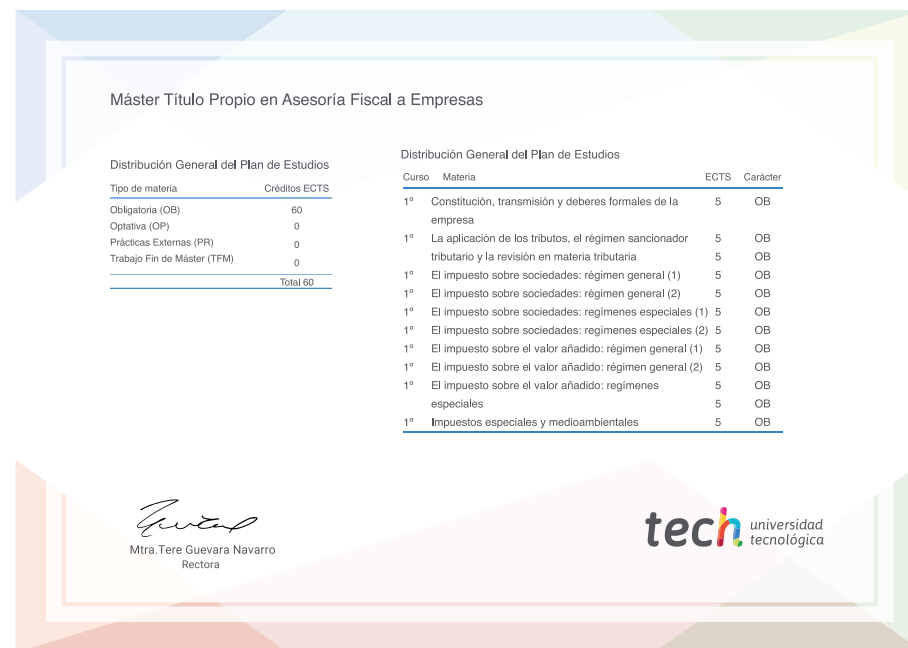 Máster Título Propio en Asesoría Fiscal a Empresas
Distribución General del Plan de Estudios
Tipo de materia Créditos ECTS
Obligatoria (OB) 60
Optativa (OP) 0
Prácticas Externas (PR) 0
Trabajo Fin de Máster (TFM) 0
Total 60
Distribución General del Plan de Estudios
Curso Materia ECTS Carácter
1º Constitución, transmisión y deberes formales de la 5 OB
empresa
1º La aplicación de los tributos, el régimen sancionador 5 OB
tributario y la revisión en materia tributaria 5 OB
1º El impuesto sobre sociedades: régimen general (1) 5 OB
1º El impuesto sobre sociedades: régimen general (2) 5 OB
1º El impuesto sobre sociedades: regímenes especiales (1) 5 OB
1º El impuesto sobre sociedades: regímenes especiales (2) 5 OB
1º El impuesto sobre el valor añadido: régimen general (1) 5 OB
1º El impuesto sobre el valor añadido: régimen general (2) 5 OB
1º El impuesto sobre el valor añadido: regímenes 5 OB
especiales 5 OB
1º Impuestos especiales y medioambientales 5 OB
Mtra.Tere Guevara Navarro
Rectora
tech universidad
tecnológica